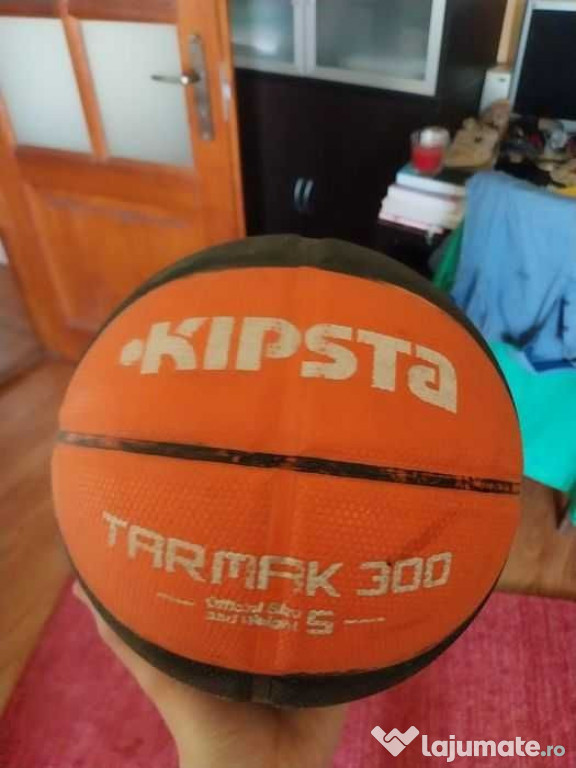 KIPSTA
TARMAK 300
Official Size
and Weight 5
lajumate.ro